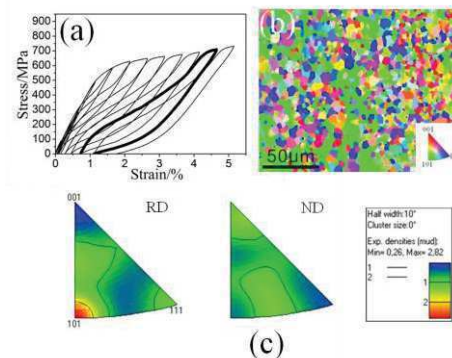 (a)
Stress/MPa
800
700
600
500
400
300
200
100
0
0 1 2 3 4 5
Strain/%
(b)
50μm
001
101
RD
ND
001
101
111
Half width:10°
Cluster size:0°
Exp. densities (mud):
Min= 0,26, Max= 2,82
1
2
1
2
(c)